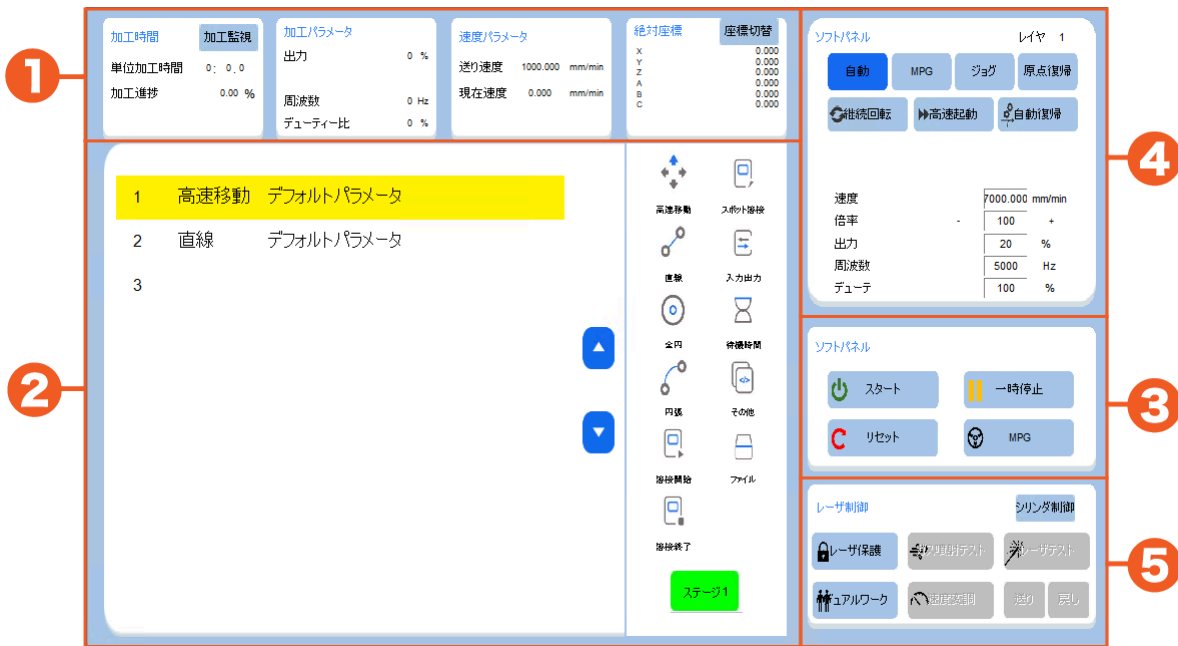 加工時間 加工監視
単位加工時間 0: 0.0
加工進捗 0.00 %
加工パラメータ
出力 0 %
周波数 0 Hz
デューティー比 0 %
速度パラメータ
送り速度 1000.000 mm/min
現在速度 0.000 mm/min
絶対座標 座標切替
X 0.000
Y 0.000
Z 0.000
A 0.000
B 0.000
C 0.000
1
1 高速移動 デフォルトパラメータ
2 直線 デフォルトパラメータ
3
2
高速移動 スポット溶接
直線 入力出力
全円 待機時間
円弧 その他
溶接開始 ファイル
溶接終了
ステージ1
ソフトパネル レイヤ 1
自動 MPG ジョグ 原点復帰
継続回転 高速起動 自動復帰
速度 7000.000 mm/min
倍率 - 100 +
出力 20 %
周波数 5000 Hz
デューテ 100 %
4
ソフトパネル
スタート 一時停止
リセット MPG
3
レーザ制御 シリンダ制御
レーザ保護 噴射テスト レーザテスト
ュアルワーク 速度変調 送り 戻し
5